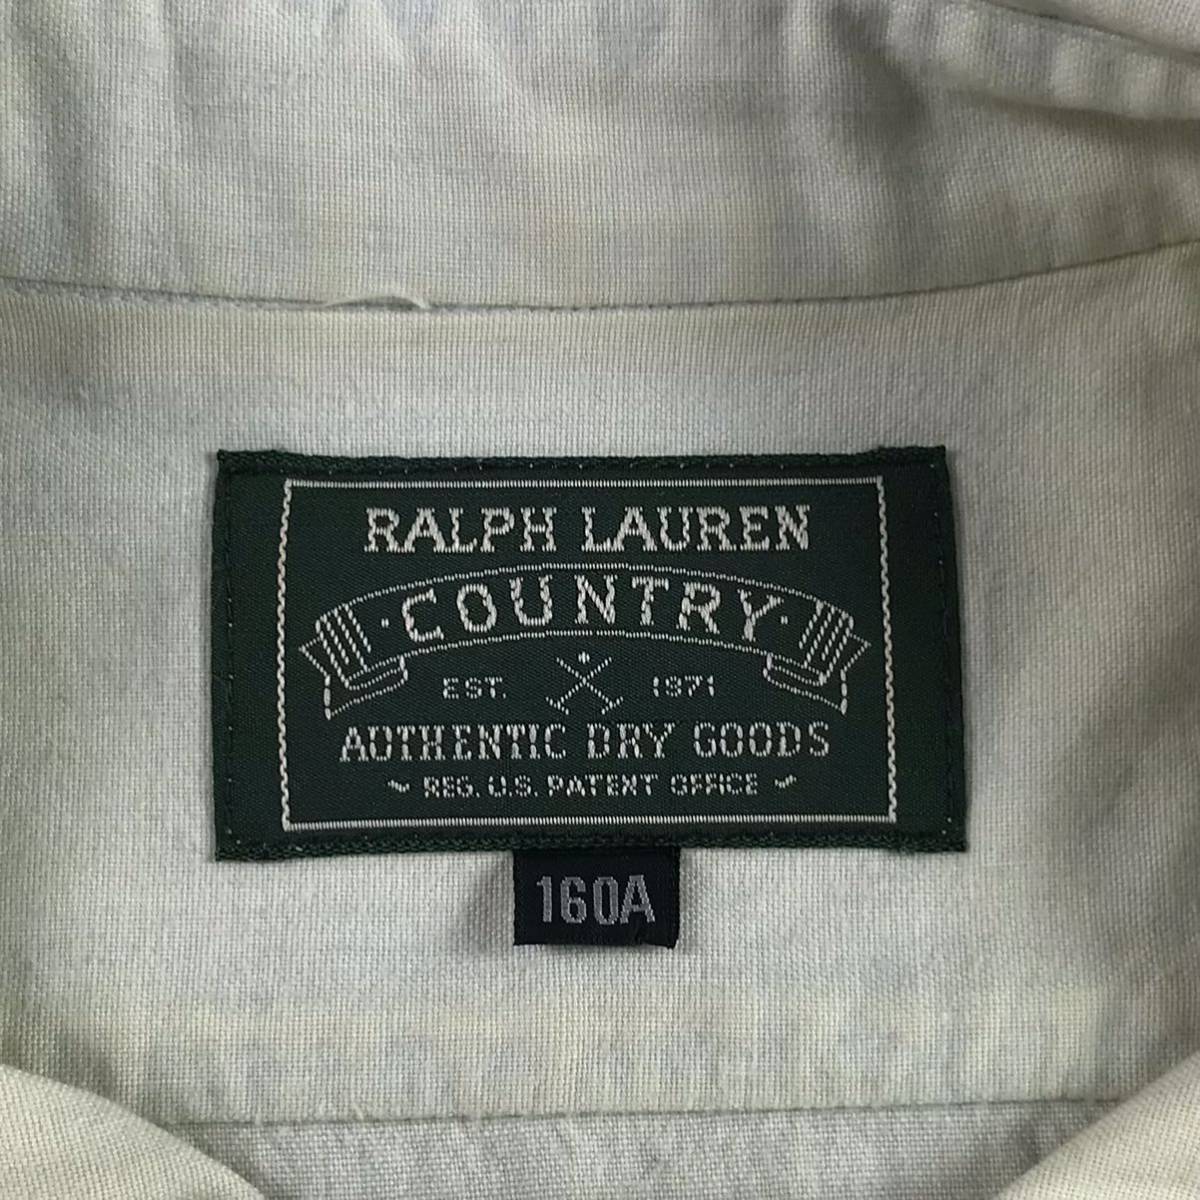 RALPH LAUREN
· COUNTRY ·
EST. 1971
AUTHENTIC DRY GOODS
~ REG. U.S. PATENT OFFICE ~
160A